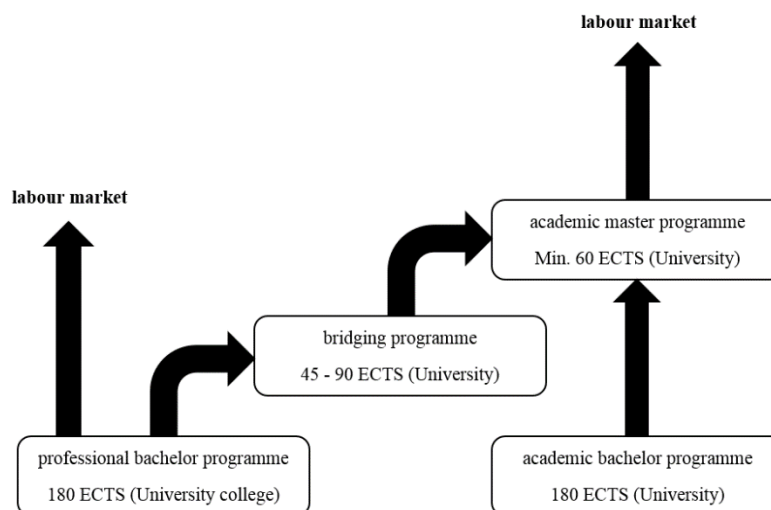 labour market
labour market
academic master programme
Min. 60 ECTS (University)
bridging programme
45 - 90 ECTS (University)
professional bachelor programme
180 ECTS (University college)
academic bachelor programme
180 ECTS (University)